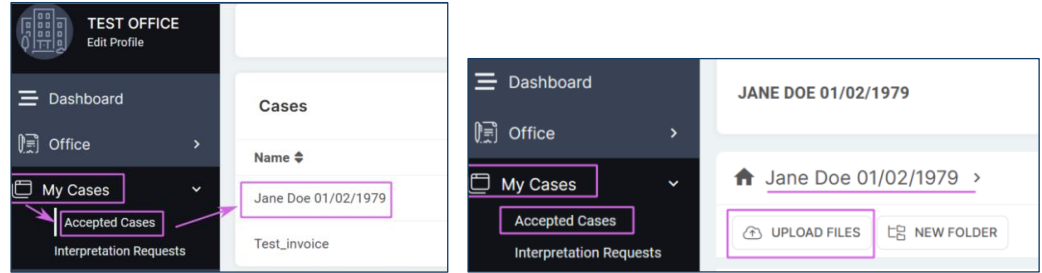 TEST OFFICE
Edit Profile
Dashboard
Office
My Cases
Accepted Cases
Interpretation Requests
Cases
Name
Jane Doe 01/02/1979
Test_invoice
Dashboard
Office
My Cases
Accepted Cases
Interpretation Requests
JANE DOE 01/02/1979
Jane Doe 01/02/1979
UPLOAD FILES NEW FOLDER